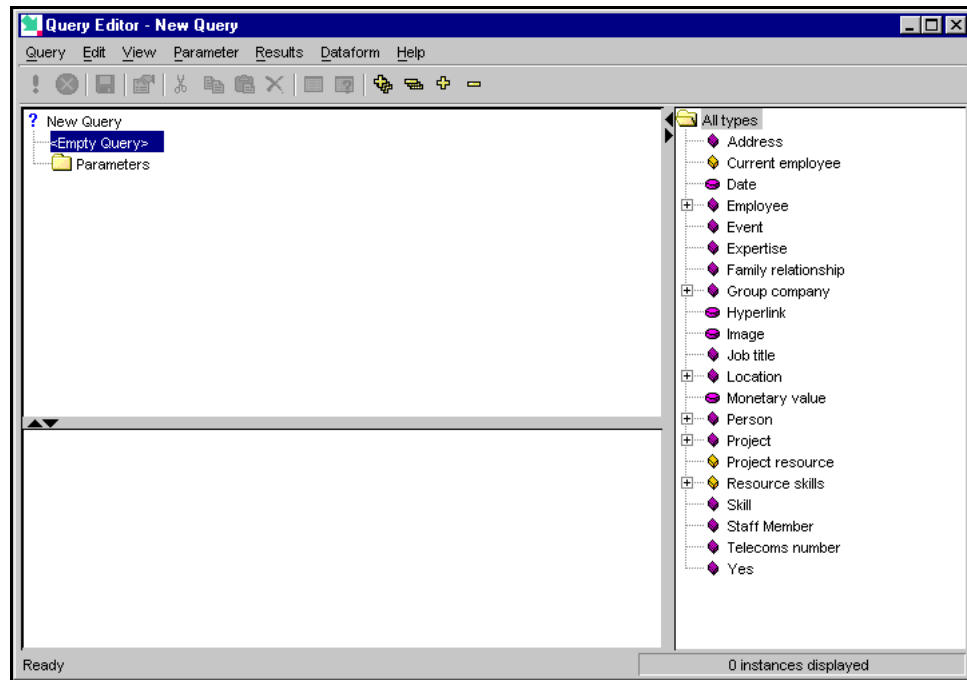 Query Editor - New Query
Query Edit View Parameter Results Dataform Help
? New Query
<Empty Query>
Parameters
All types
Address
Current employee
Date
Employee
Event
Expertise
Family relationship
Group company
Hyperlink
Image
Job title
Location
Monetary value
Person
Project
Project resource
Resource skills
Skill
Staff Member
Telecoms number
Yes
Ready
0 instances displayed